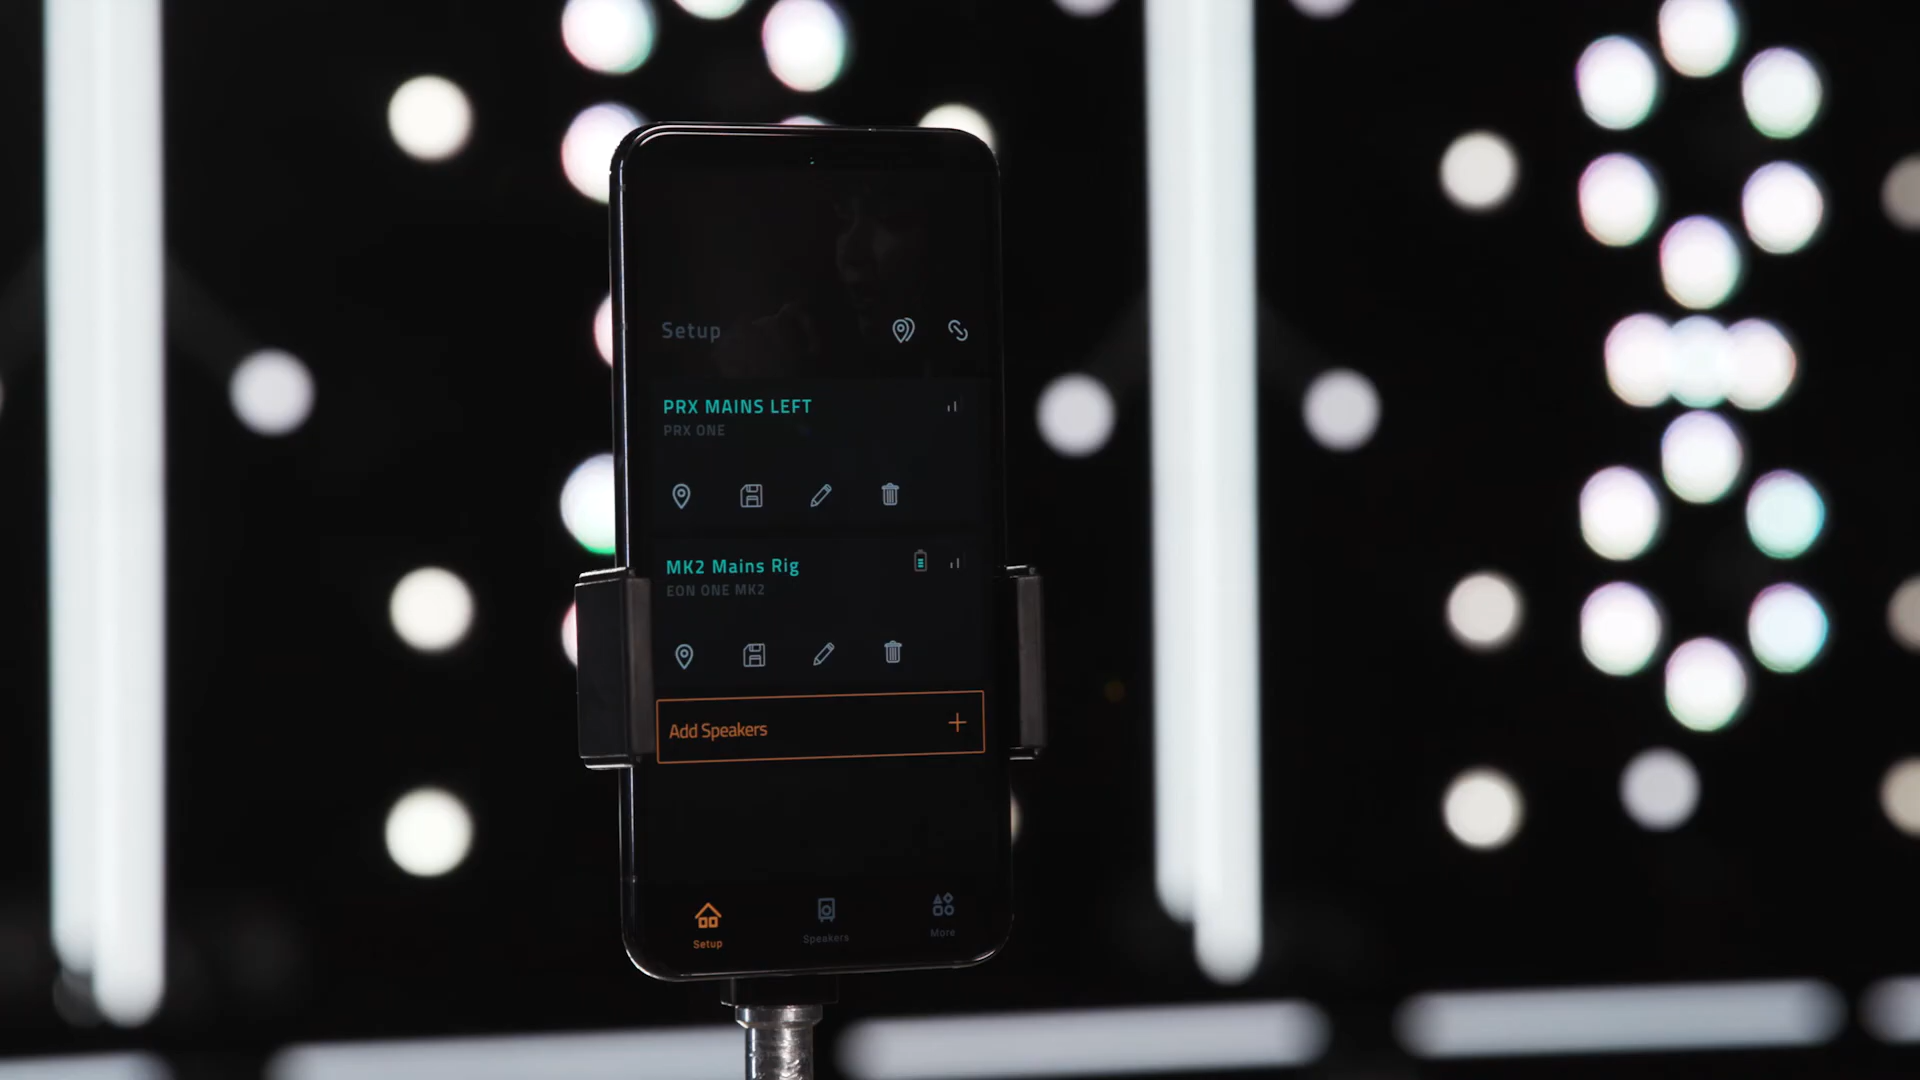 Setup
PRX MAINS LEFT
PRX ONE
MK2 Mains Rig
EON ONE MK2
Add Speakers
Setup
Speakers
More